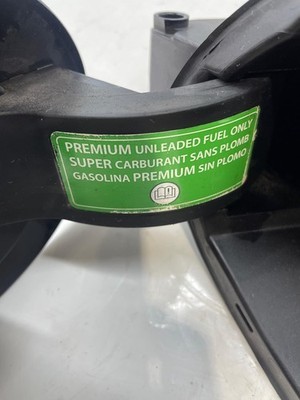 PREMIUM UNLEADED FUEL ONLY
SUPER CARBURANT SANS PLOMB
GASOLINA PREMIUM SIN PLOMO